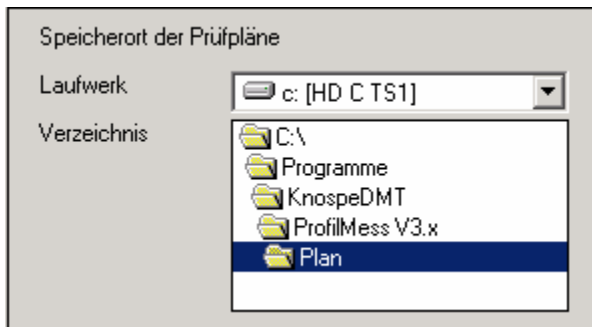 Speicherort der Prüfpläne
Laufwerk
c: [HD C TS1]
Verzeichnis
C:\
Programme
KnospeDMT
ProfilMess V3.x
Plan